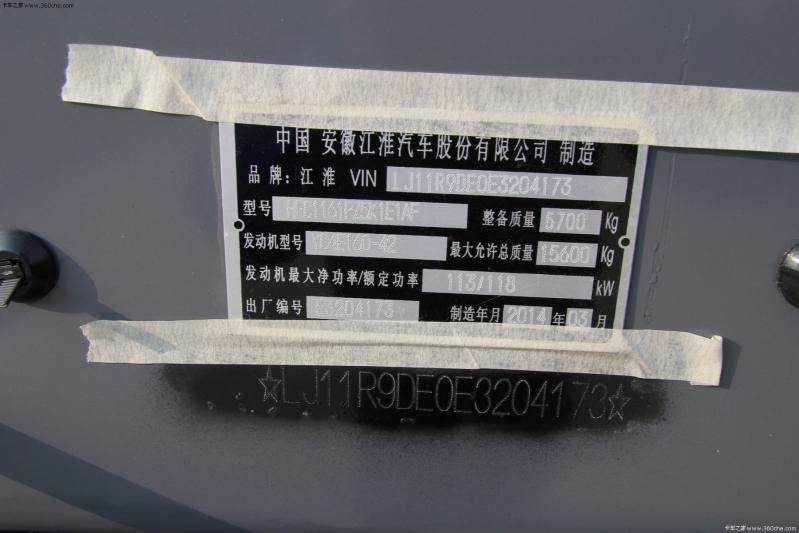 卡车之家 www.360che.com
中国 安徽江淮汽车股份有限公司 制造
品牌:江淮 VIN LJ11R9DE0E3204173
型号 HFC1161PZ5K1E1AF 整备质量 5700 Kg
发动机型号 YC4E160-42 最大允许总质量 15600 Kg
发动机最大净功率/额定功率 113/118 kW
出厂编号 E3204173 制造年月 2014 年 03 月
☆LJ11R9DE0E3204173☆
卡车之家 www.360che.com